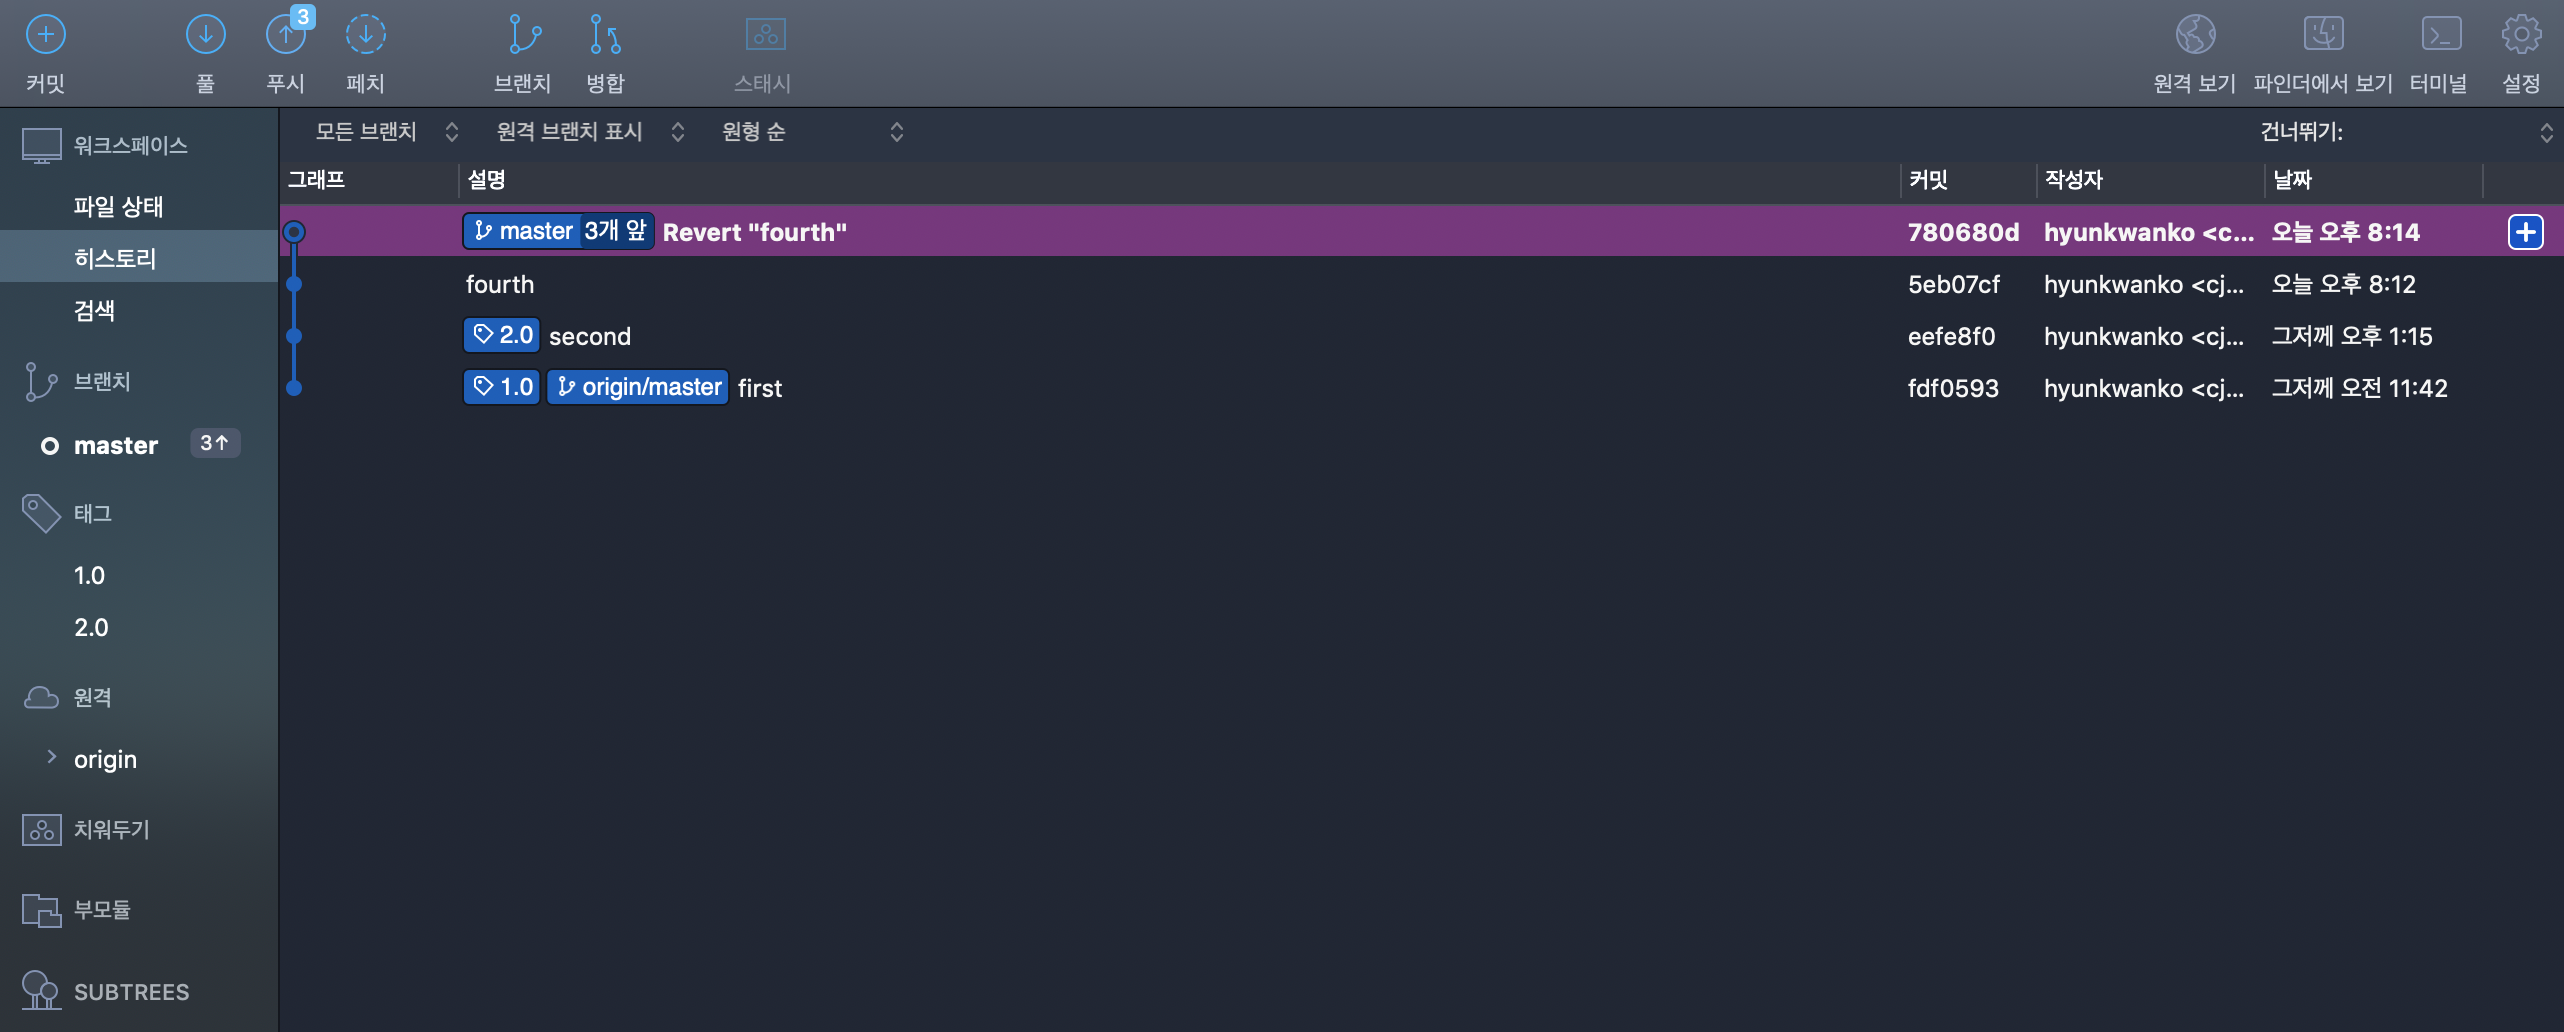 3
커밋 풀 푸시 페치 브랜치 병합 스태시 원격 보기 파인더에서 보기 터미널 설정
워크스페이스
파일 상태
히스토리
검색
브랜치
master 3↑
태그
1.0
2.0
원격
origin
치워두기
부모듈
SUBTREES
모든 브랜치 원격 브랜치 표시 원형 순 건너뛰기:
그래프 설명 커밋 작성자 날짜
master 3개 앞 Revert "fourth" 780680d hyunkwanko <c... 오늘 오후 8:14
fourth 5eb07cf hyunkwanko <cj... 오늘 오후 8:12
2.0 second eefe8f0 hyunkwanko <cj... 그저께 오후 1:15
1.0 origin/master first fdf0593 hyunkwanko <cj... 그저께 오전 11:42